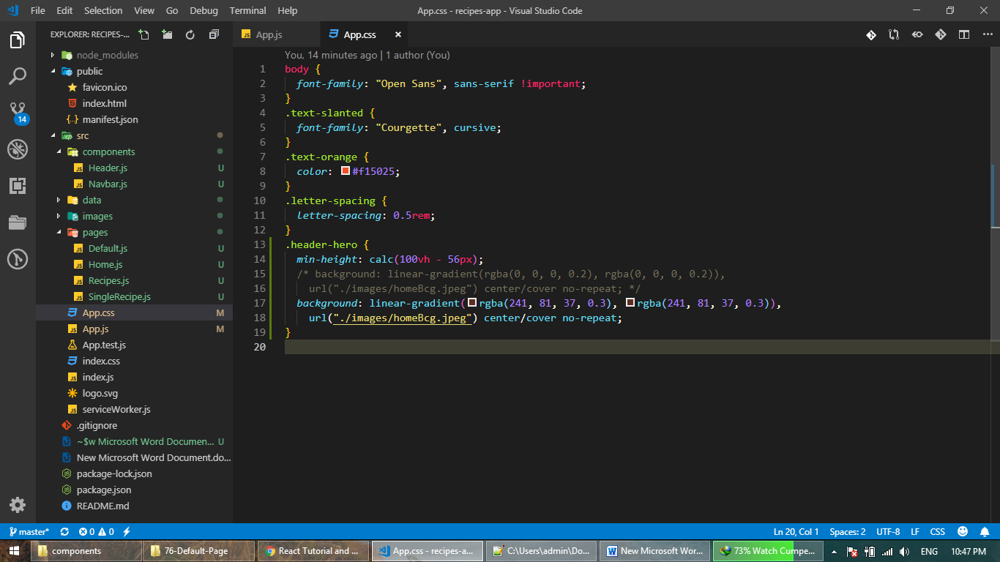 File Edit Selection View Go Debug Terminal Help
App.css - recipes-app - Visual Studio Code
EXPLORER: RECIPES-...
node_modules
public
favicon.ico
index.html
manifest.json
src
components
Header.js U
Navbar.js U
data
images
pages
Default.js U
Home.js U
Recipes.js U
SingleRecipe.js U
App.css M
App.js M
App.test.js
index.css
index.js
logo.svg
serviceWorker.js
.gitignore
~$w Microsoft Word Documen... U
New Microsoft Word Document.do...
package-lock.json
package.json
README.md
14
App.js
App.css
You, 14 minutes ago | 1 author (You)
1 body {
2 font-family: "Open Sans", sans-serif !important;
3 }
4 .text-slanted {
5 font-family: "Courgette", cursive;
6 }
7 .text-orange {
8 color: #f15025;
9 }
10 .letter-spacing {
11 letter-spacing: 0.5rem;
12 }
13 .header-hero {
14 min-height: calc(100vh - 56px);
15 /* background: linear-gradient(rgba(0, 0, 0, 0.2), rgba(0, 0, 0, 0.2)),
16 url("./images/homeBcg.jpeg") center/cover no-repeat; */
17 background: linear-gradient(rgba(241, 81, 37, 0.3), rgba(241, 81, 37, 0.3)),
18 url("./images/homeBcg.jpeg") center/cover no-repeat;
19 }
20
master* 0 0
Ln 20, Col 1 Spaces: 2 UTF-8 LF CSS
components
76-Default-Page
React Tutorial and ...
App.css - recipes-a...
C:\Users\admin\Do...
New Microsoft Wor...
73% Watch Cumpe...
ENG
10:47 PM